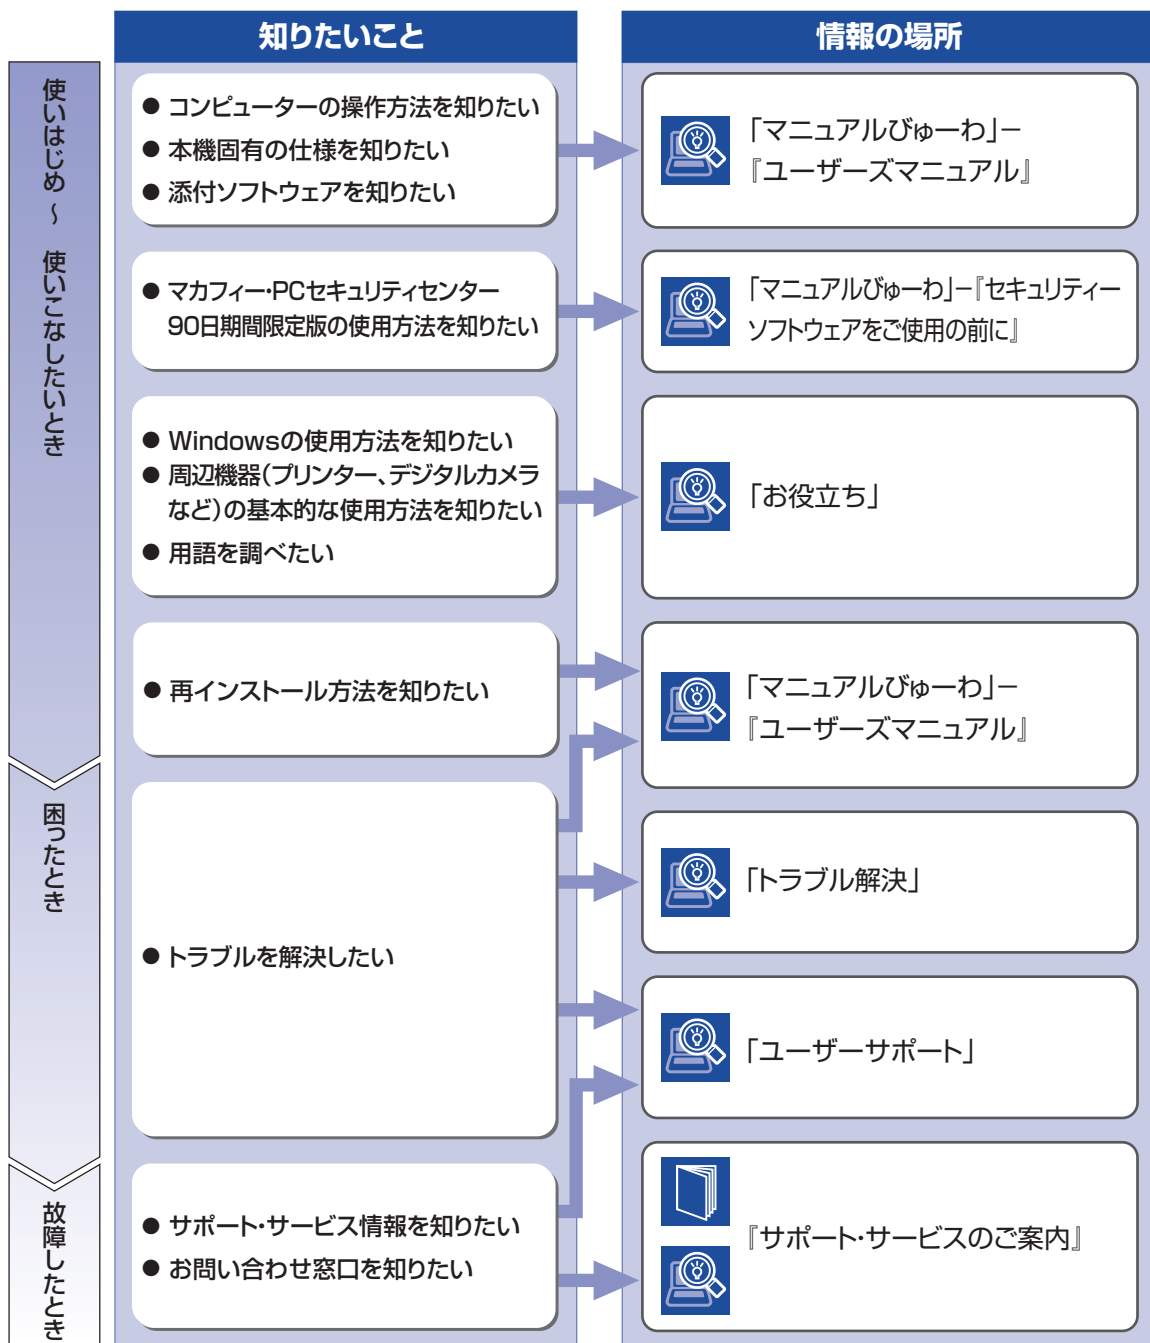 知りたいこと
情報の場所
使いはじめ 〜 使いこなしたいとき
● コンピューターの操作方法を知りたい
● 本機固有の仕様を知りたい
● 添付ソフトウェアを知りたい
「マニュアルびゅーわ」－
『ユーザーズマニュアル』
● マカフィー・PCセキュリティセンター
90日期間限定版の使用方法を知りたい
「マニュアルびゅーわ」－『セキュリティー
ソフトウェアをご使用の前に』
● Windowsの使用方法を知りたい
● 周辺機器(プリンター、デジタルカメラ
など)の基本的な使用方法を知りたい
● 用語を調べたい
「お役立ち」
● 再インストール方法を知りたい
「マニュアルびゅーわ」－
『ユーザーズマニュアル』
困ったとき
● トラブルを解決したい
「トラブル解決」
「ユーザーサポート」
故障したとき
● サポート・サービス情報を知りたい
● お問い合わせ窓口を知りたい
『サポート・サービスのご案内』